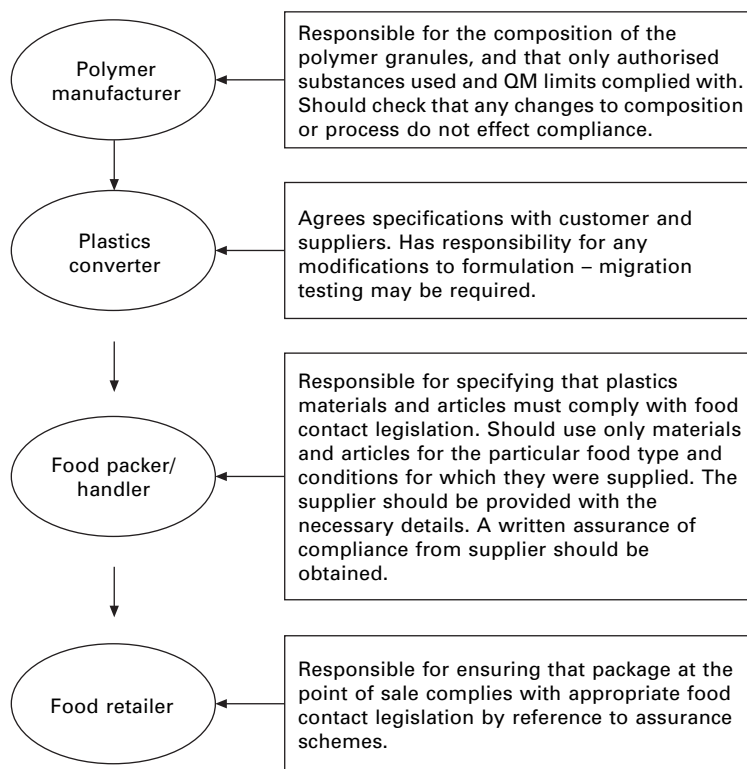 Polymer
manufacturer
Responsible for the composition of the
polymer granules, and that only authorised
substances used and QM limits complied with.
Should check that any changes to composition
or process do not effect compliance.
Plastics
converter
Agrees specifications with customer and
suppliers. Has responsibility for any
modifications to formulation – migration
testing may be required.
Food packer/
handler
Responsible for specifying that plastics
materials and articles must comply with food
contact legislation. Should use only materials
and articles for the particular food type and
conditions for which they were supplied. The
supplier should be provided with the
necessary details. A written assurance of
compliance from supplier should be
obtained.
Food retailer
Responsible for ensuring that package at the
point of sale complies with appropriate food
contact legislation by reference to assurance
schemes.